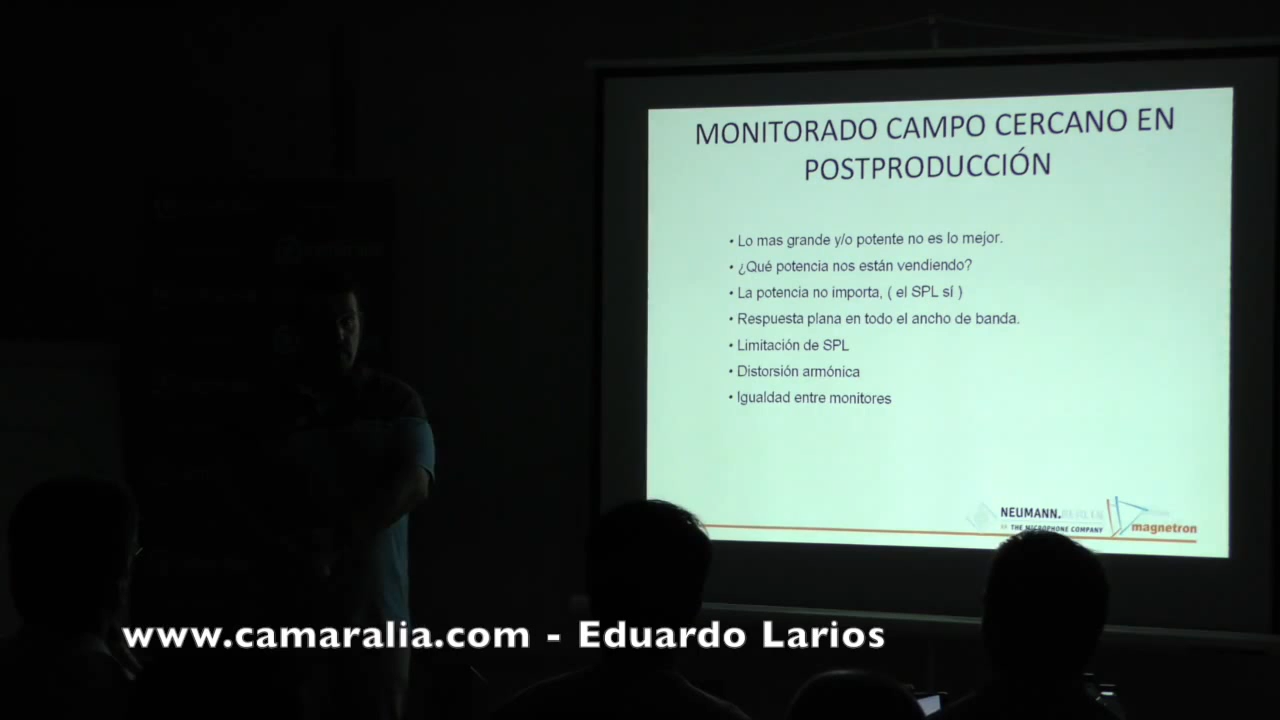 MONITORADO CAMPO CERCANO EN
POSTPRODUCCIÓN
• Lo mas grande y/o potente no es lo mejor.
• ¿Qué potencia nos están vendiendo?
• La potencia no importa, ( el SPL sí )
• Respuesta plana en todo el ancho de banda.
• Limitación de SPL
• Distorsión armónica
• Igualdad entre monitores
NEUMANN.BERLIN
THE MICROPHONE COMPANY
magnetron
www.camaralia.com - Eduardo Larios